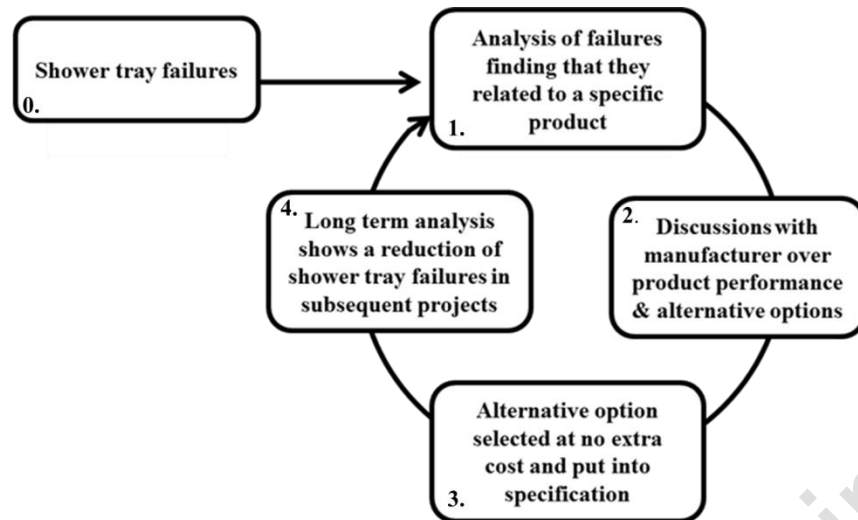 Shower tray failures
0.
Analysis of failures
finding that they
related to a specific
product
1.
2.
Discussions with
manufacturer over
product performance
& alternative options
Alternative option
selected at no extra
cost and put into
specification
3.
4.
Long term analysis
shows a reduction of
shower tray failures in
subsequent projects